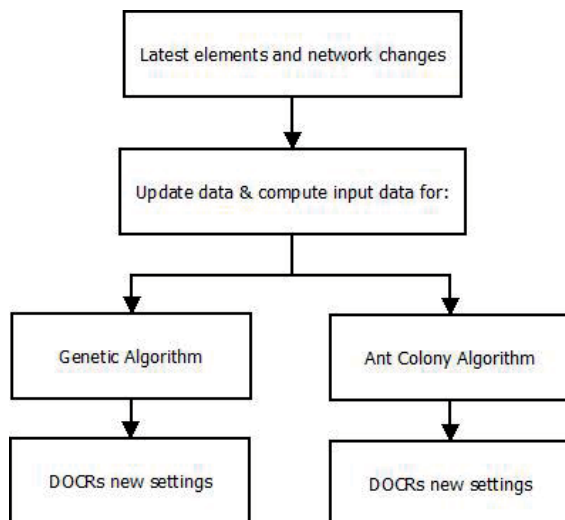 Latest elements and network changes
Update data & compute input data for:
Genetic Algorithm
Ant Colony Algorithm
DOCRs new settings
DOCRs new settings